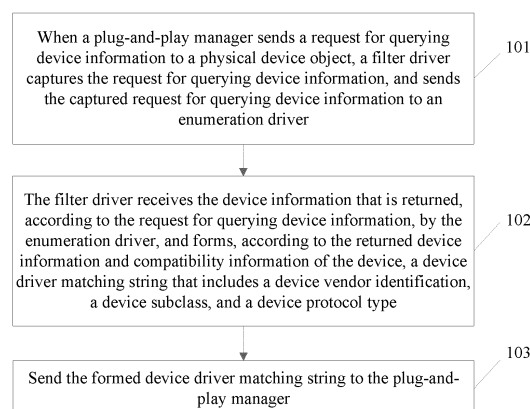 When a plug-and-play manager sends a request for querying
device information to a physical device object, a filter driver
captures the request for querying device information, and sends
the captured request for querying device information to an
enumeration driver
101
The filter driver receives the device information that is returned,
according to the request for querying device information, by the
enumeration driver, and forms, according to the returned device
information and compatibility information of the device, a device
driver matching string that includes a device vendor identification,
a device subclass, and a device protocol type
102
Send the formed device driver matching string to the plug-and-
play manager
103